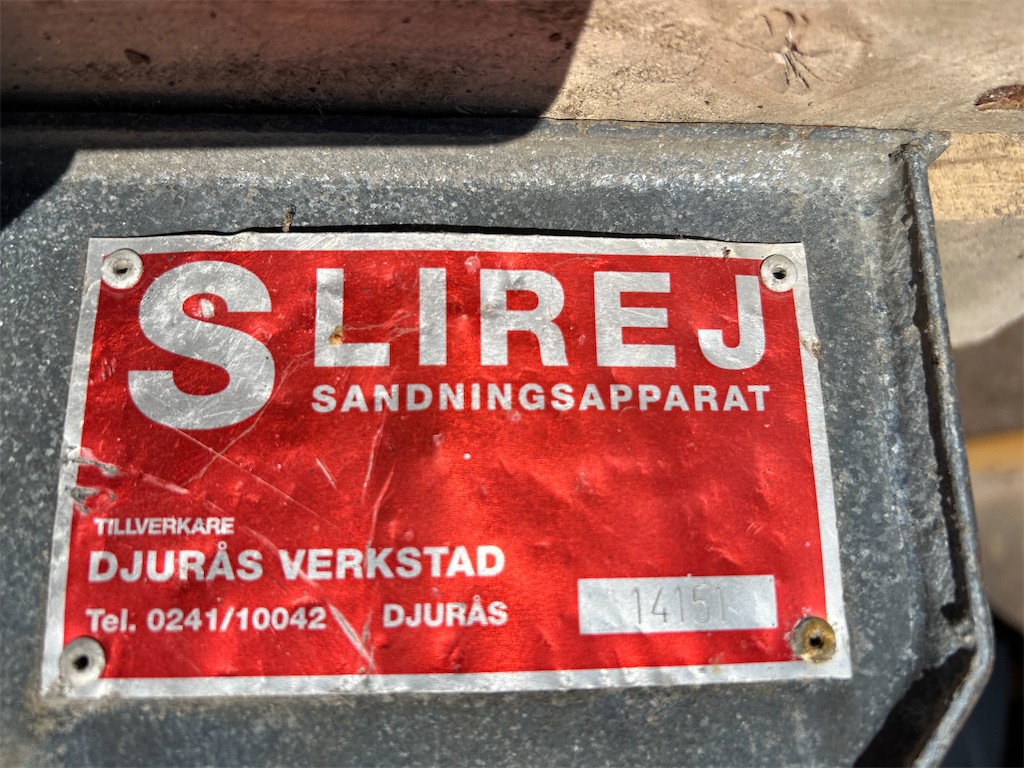 SLIREJ
SANDNINGSAPPARAT
TILLVERKARE
DJURÅS VERKSTAD
Tel. 0241/10042 DJURÅS
14151